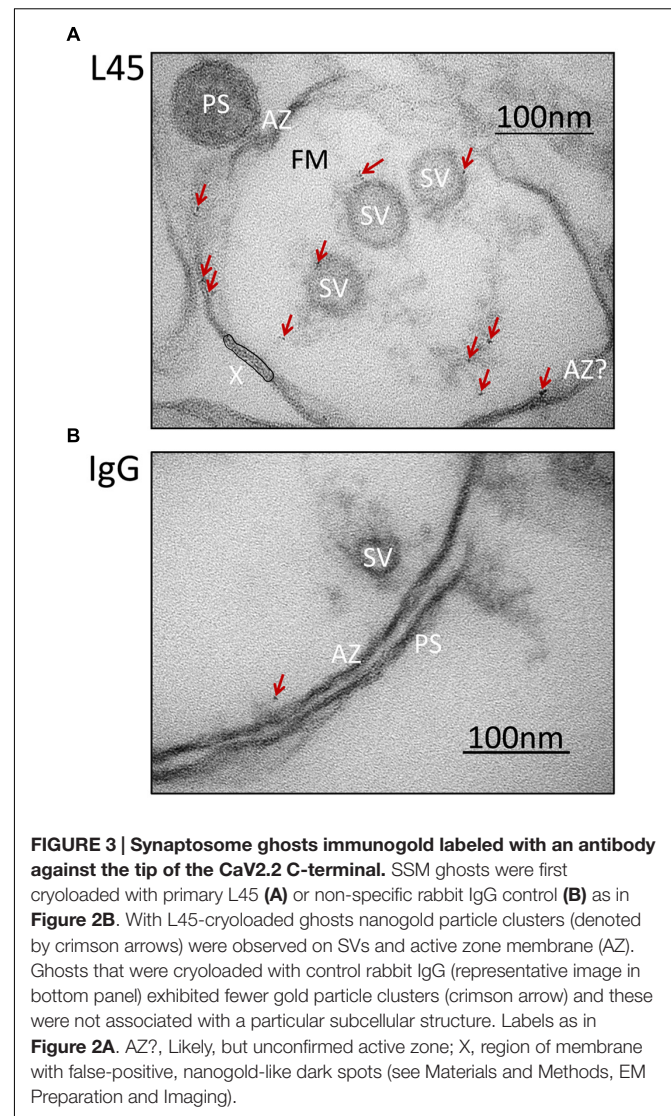 A
L45
PS
AZ
100nm
FM
SV
SV
SV
X
AZ?
B
IgG
SV
AZ
PS
100nm
FIGURE 3 | Synaptosome ghosts immunogold labeled with an antibody
against the tip of the CaV2.2 C-terminal. SSM ghosts were first
cryoloaded with primary L45 (A) or non-specific rabbit IgG control (B) as in
Figure 2B. With L45-cryoloaded ghosts nanogold particle clusters (denoted
by crimson arrows) were observed on SVs and active zone membrane (AZ).
Ghosts that were cryoloaded with control rabbit IgG (representative image in
bottom panel) exhibited fewer gold particle clusters (crimson arrow) and these
were not associated with a particular subcellular structure. Labels as in
Figure 2A. AZ?, Likely, but unconfirmed active zone; X, region of membrane
with false-positive, nanogold-like dark spots (see Materials and Methods, EM
Preparation and Imaging).